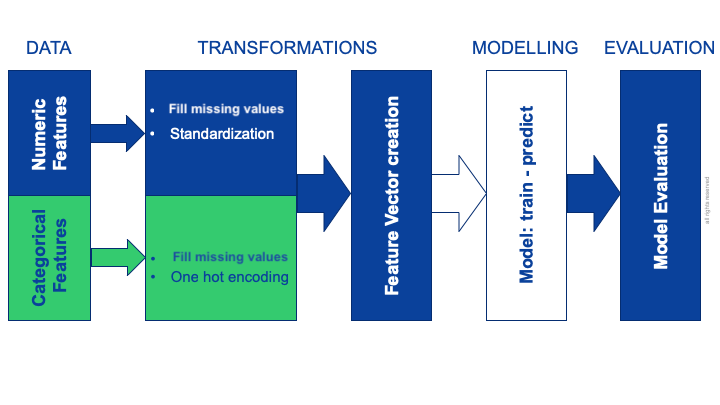 DATA
TRANSFORMATIONS
MODELLING
EVALUATION
Numeric
Features
• Fill missing values
• Standardization
Categorical
Features
• Fill missing values
• One hot encoding
Feature Vector creation
Model: train - predict
Model Evaluation
all rights reserved